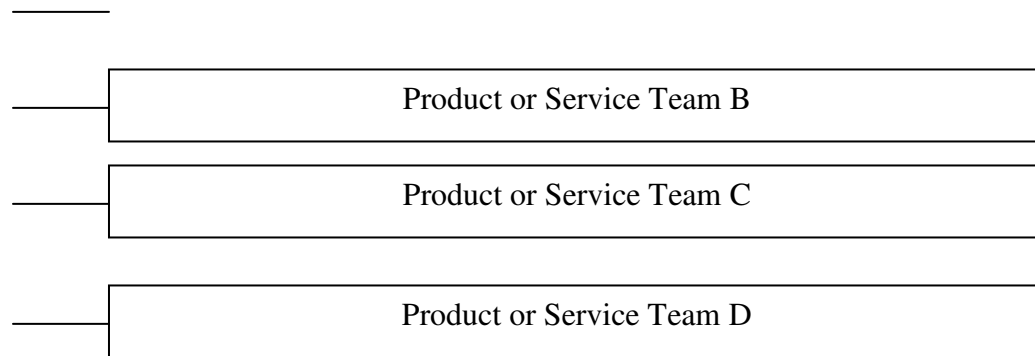 Product or Service Team B
Product or Service Team C
Product or Service Team D